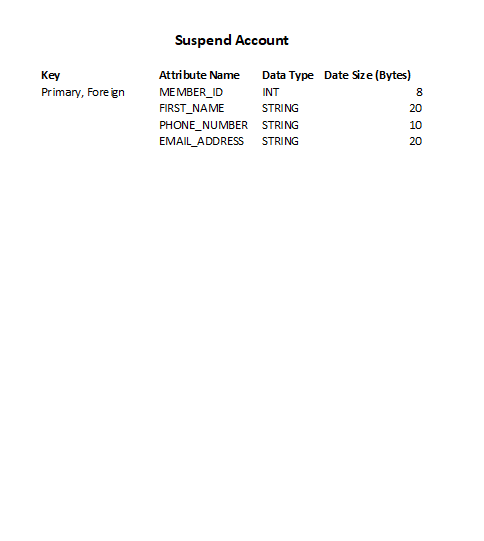 Suspend Account
Key Attribute Name Data Type Date Size (Bytes)
Primary, Foreign MEMBER_ID INT 8
FIRST_NAME STRING 20
PHONE_NUMBER STRING 10
EMAIL_ADDRESS STRING 20